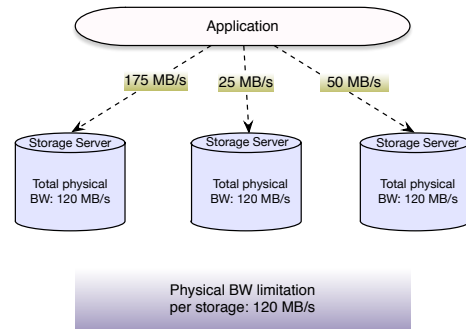 Application
175 MB/s
25 MB/s
50 MB/s
Storage Server
Storage Server
Storage Server
Total physical
BW: 120 MB/s
Total physical
BW: 120 MB/s
Total physical
BW: 120 MB/s
Physical BW limitation
per storage: 120 MB/s